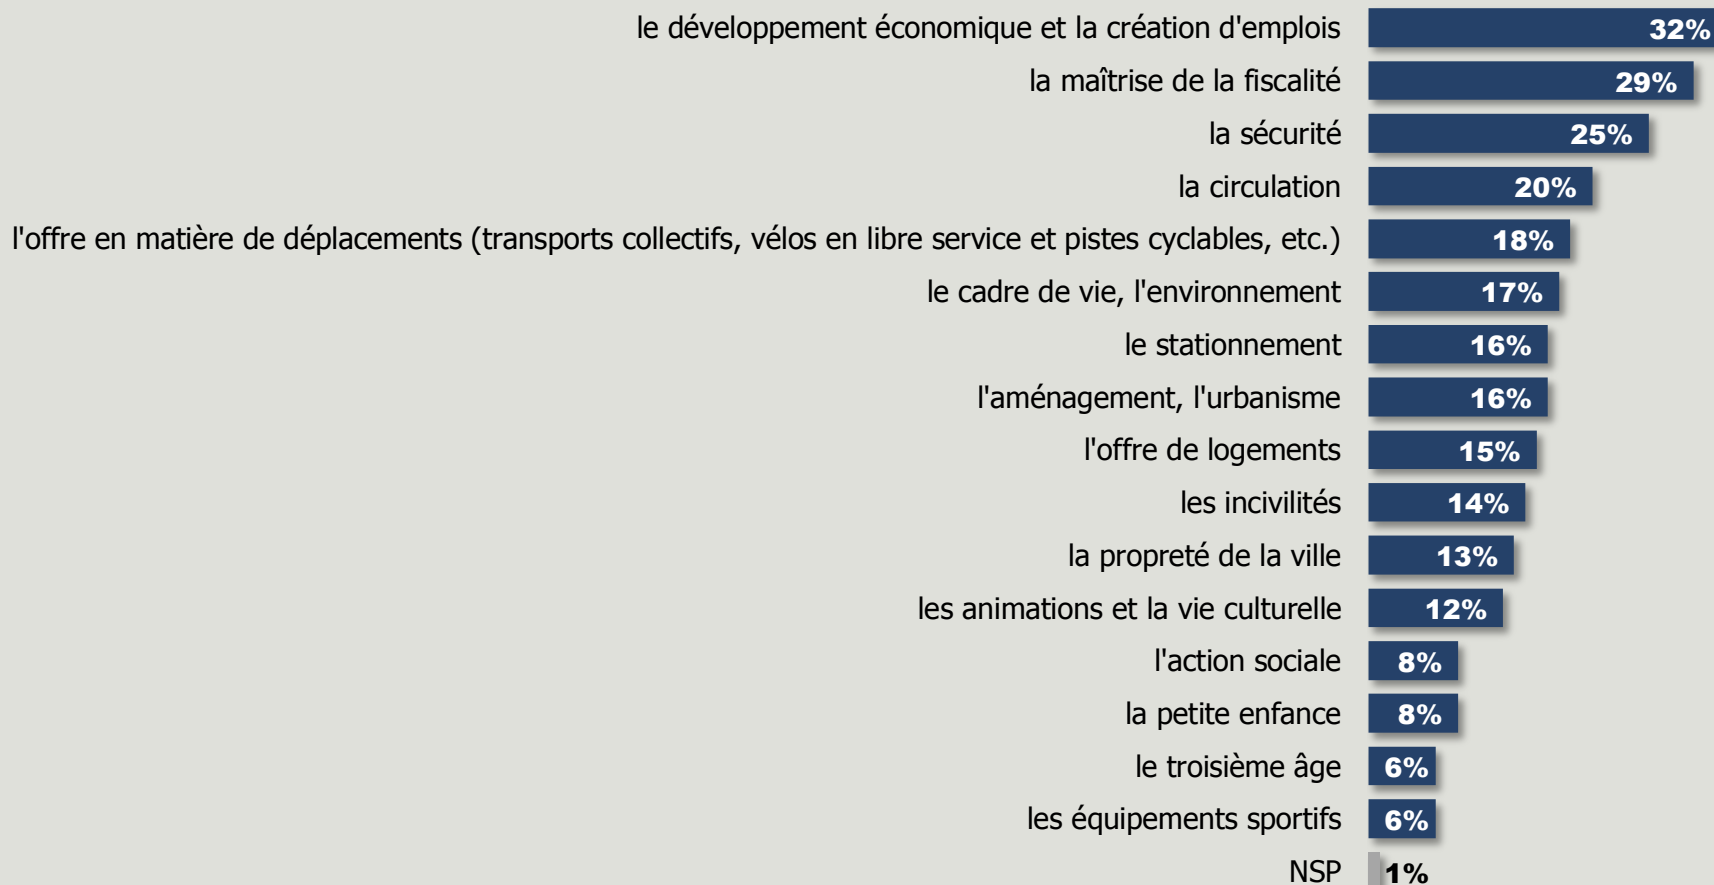 le développement économique et la création d'emplois 32%
la maîtrise de la fiscalité 29%
la sécurité 25%
la circulation 20%
l'offre en matière de déplacements (transports collectifs, vélos en libre service et pistes cyclables, etc.) 18%
le cadre de vie, l'environnement 17%
le stationnement 16%
l'aménagement, l'urbanisme 16%
l'offre de logements 15%
les incivilités 14%
la propreté de la ville 13%
les animations et la vie culturelle 12%
l'action sociale 8%
la petite enfance 8%
le troisième âge 6%
les équipements sportifs 6%
NSP 1%